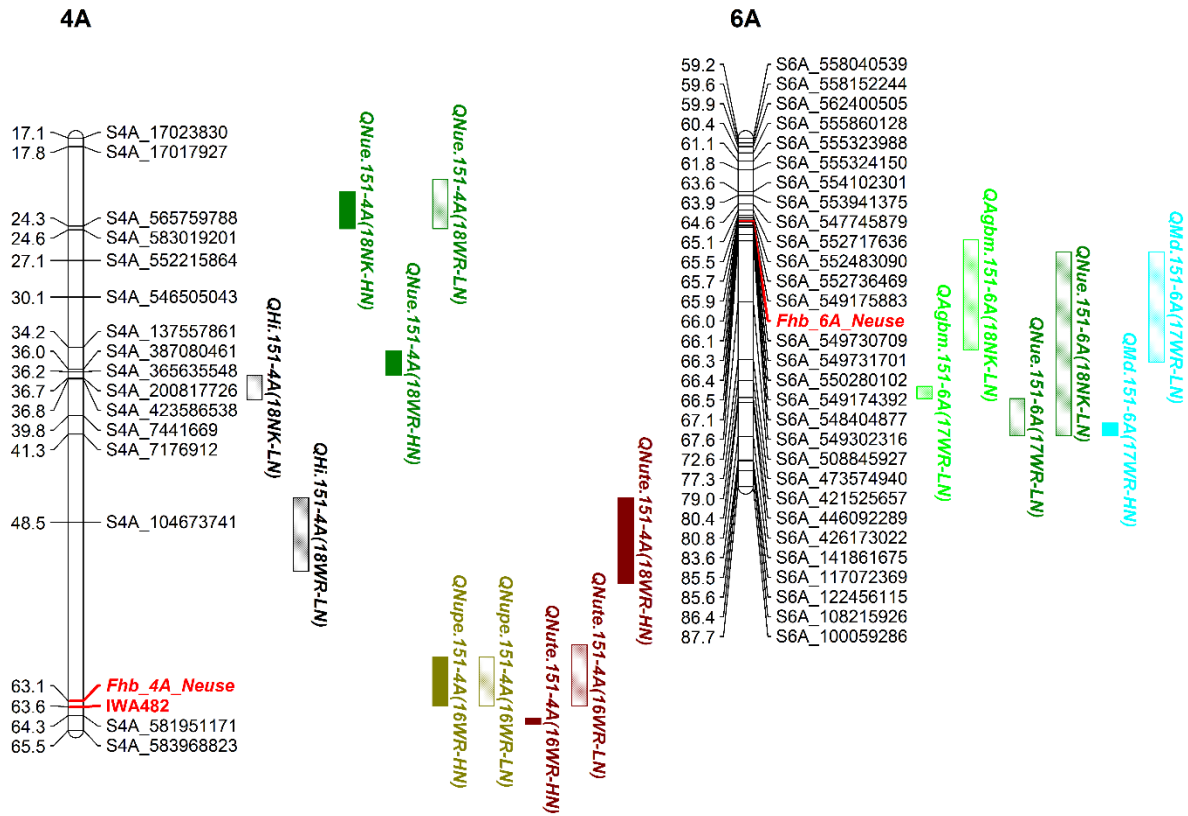 4A
17.1 S4A_17023830
17.8 S4A_17017927
24.3 S4A_565759788
24.6 S4A_583019201
27.1 S4A_552215864
30.1 S4A_546505043
34.2 S4A_137557861
36.0 S4A_387080461
36.2 S4A_365635548
36.7 S4A_200817726
36.8 S4A_423586538
39.8 S4A_7441669
41.3 S4A_7176912
48.5 S4A_104673741
63.1 Fhb_4A_Neuse
63.6 IWA482
64.3 S4A_581951171
65.5 S4A_583968823
QHi.151-4A(18NK-LN)
QHi.151-4A(18WR-LN)
QNue.151-4A(18NK-HN)
QNue.151-4A(18WR-HN)
QNue.151-4A(18WR-LN)
QNupe.151-4A(16WR-HN)
QNupe.151-4A(16WR-LN)
QNute.151-4A(16WR-HN)
QNute.151-4A(16WR-LN)
QNute.151-4A(18WR-HN)
6A
59.2 S6A_558040539
59.6 S6A_558152244
59.9 S6A_562400505
60.4 S6A_555860128
61.1 S6A_555323988
61.8 S6A_555324150
63.6 S6A_554102301
63.9 S6A_553941375
64.6 S6A_547745879
65.1 S6A_552717636
65.5 S6A_552483090
65.7 S6A_552736469
65.9 S6A_549175883
66.0 Fhb_6A_Neuse
66.1 S6A_549730709
66.3 S6A_549731701
66.4 S6A_550280102
66.5 S6A_549174392
67.1 S6A_548404877
67.6 S6A_549302316
72.6 S6A_508845927
77.3 S6A_473574940
79.0 S6A_421525657
80.4 S6A_446092289
80.8 S6A_426173022
83.6 S6A_141861675
85.5 S6A_117072369
85.6 S6A_122456115
86.4 S6A_108215926
87.7 S6A_100059286
QAgbm.151-6A(17WR-LN)
QAgbm.151-6A(18NK-LN)
QNue.151-6A(17WR-LN)
QNue.151-6A(18NK-LN)
QMd.151-6A(17WR-HN)
QMd.151-6A(17WR-LN)